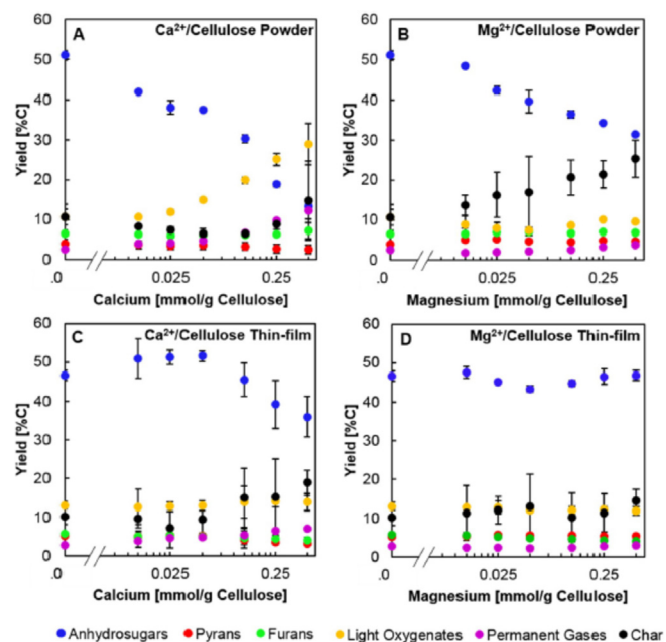 A Ca²⁺/Cellulose Powder
60
50
40
30
20
10
0
Yield [%C]
.0 0.025 0.25
Calcium [mmol/g Cellulose]
B Mg²⁺/Cellulose Powder
60
50
40
30
20
10
0
Yield [%C]
.0 0.025 0.25
Magnesium [mmol/g Cellulose]
C Ca²⁺/Cellulose Thin-film
60
50
40
30
20
10
0
Yield [%C]
.0 0.025 0.25
Calcium [mmol/g Cellulose]
D Mg²⁺/Cellulose Thin-film
60
50
40
30
20
10
0
Yield [%C]
.0 0.025 0.25
Magnesium [mmol/g Cellulose]
Anhydrosugars Pyrans Furans Light Oxygenates Permanent Gases Char